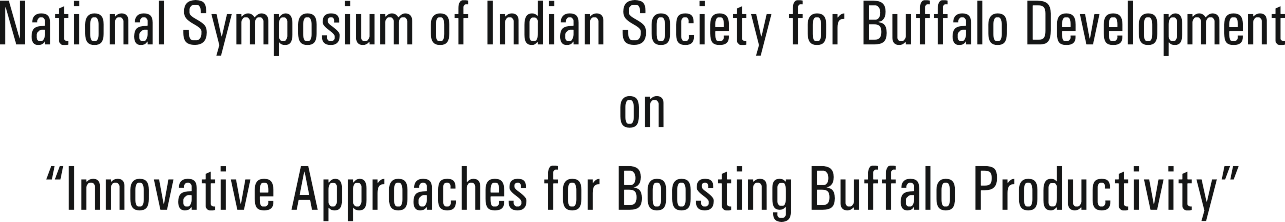 National Symposium of Indian Society for Buffalo Development
on
“Innovative Approaches for Boosting Buffalo Productivity”